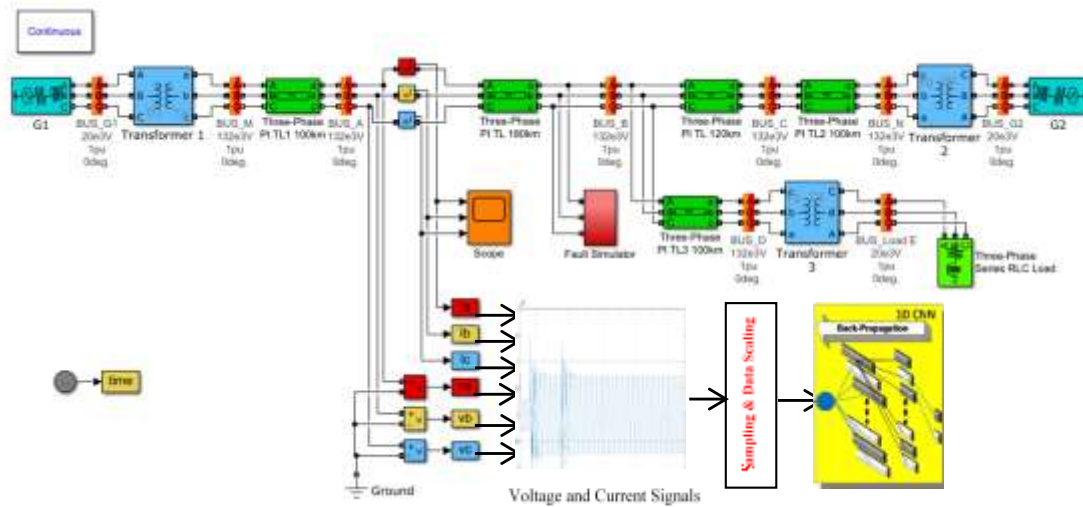 Continuous
G1
BUS_G1
20e3V
1pu
0deg.
Transformer 1
BUS_M
132e3V
1pu
0deg.
Three-Phase
PI TL1 100km
BUS_A
132e3V
1pu
0deg.
A B C
Three-Phase
PI TL 180km
BUS_B
132e3V
1pu
0deg.
Three-Phase
PI TL 120km
BUS_C
132e3V
1pu
0deg.
Three-Phase
PI TL2 100km
BUS_N
132e3V
1pu
0deg.
Transformer
2
BUS_G2
20e3V
1pu
0deg.
G2
Scope
Fault Simulator
Three-Phase
PI TL3 100km
BUS_D
132e3V
1pu
0deg.
Transformer
3
BUS_Load E
20e3V
1pu
0deg.
Three-Phase
Series RLC Load
Ib
Ic
vb
vc
time
Ground
Voltage and Current Signals
Sampling & Data Scaling
1D CNN
Back-Propagation